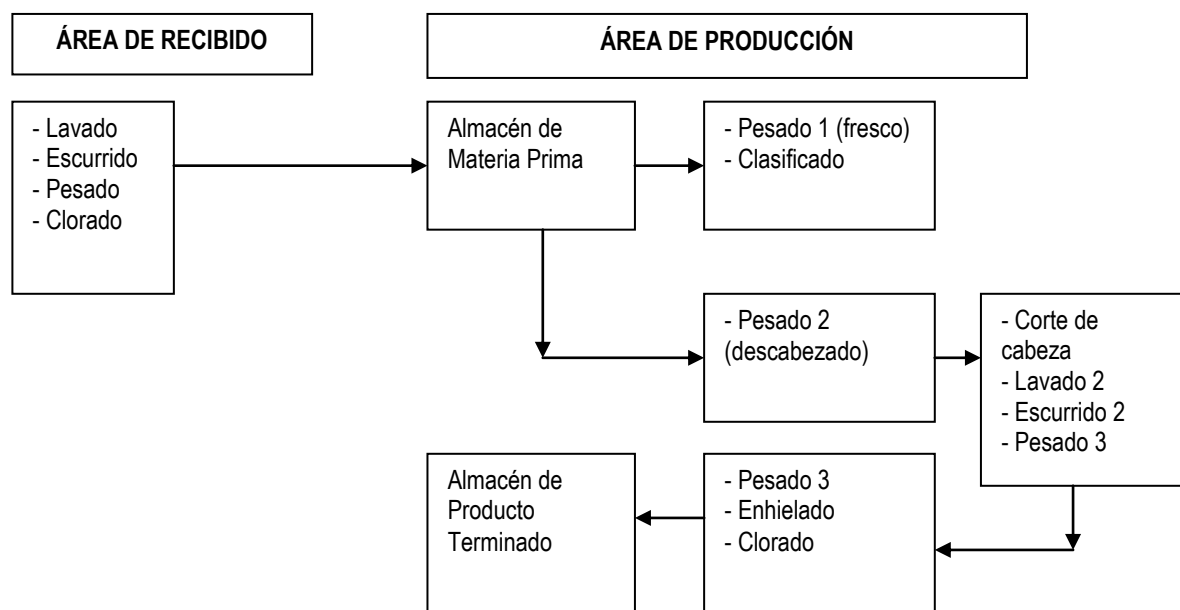 ÁREA DE RECIBIDO
ÁREA DE PRODUCCIÓN
- Lavado
- Escurrido
- Pesado
- Clorado
Almacén de
Materia Prima
- Pesado 1 (fresco)
- Clasificado
- Pesado 2
(descabezado)
- Corte de
cabeza
- Lavado 2
- Escurrido 2
- Pesado 3
Almacén de
Producto
Terminado
- Pesado 3
- Enhielado
- Clorado